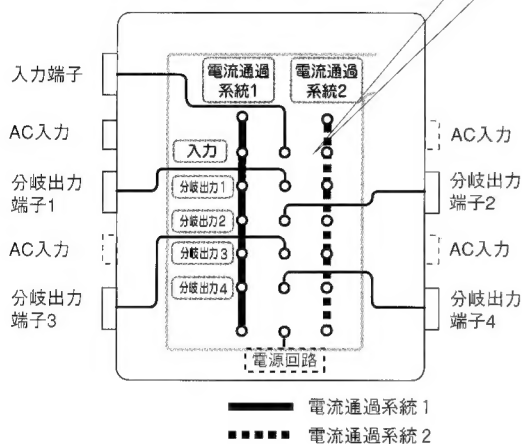 電流通過
系統1
電流通過
系統2
入力端子
AC入力
分岐出力
端子1
AC入力
分岐出力
端子3
入力
分岐出力1
分岐出力2
分岐出力3
分岐出力4
AC入力
分岐出力
端子2
AC入力
分岐出力
端子4
電源回路
電流通過系統1
電流通過系統2